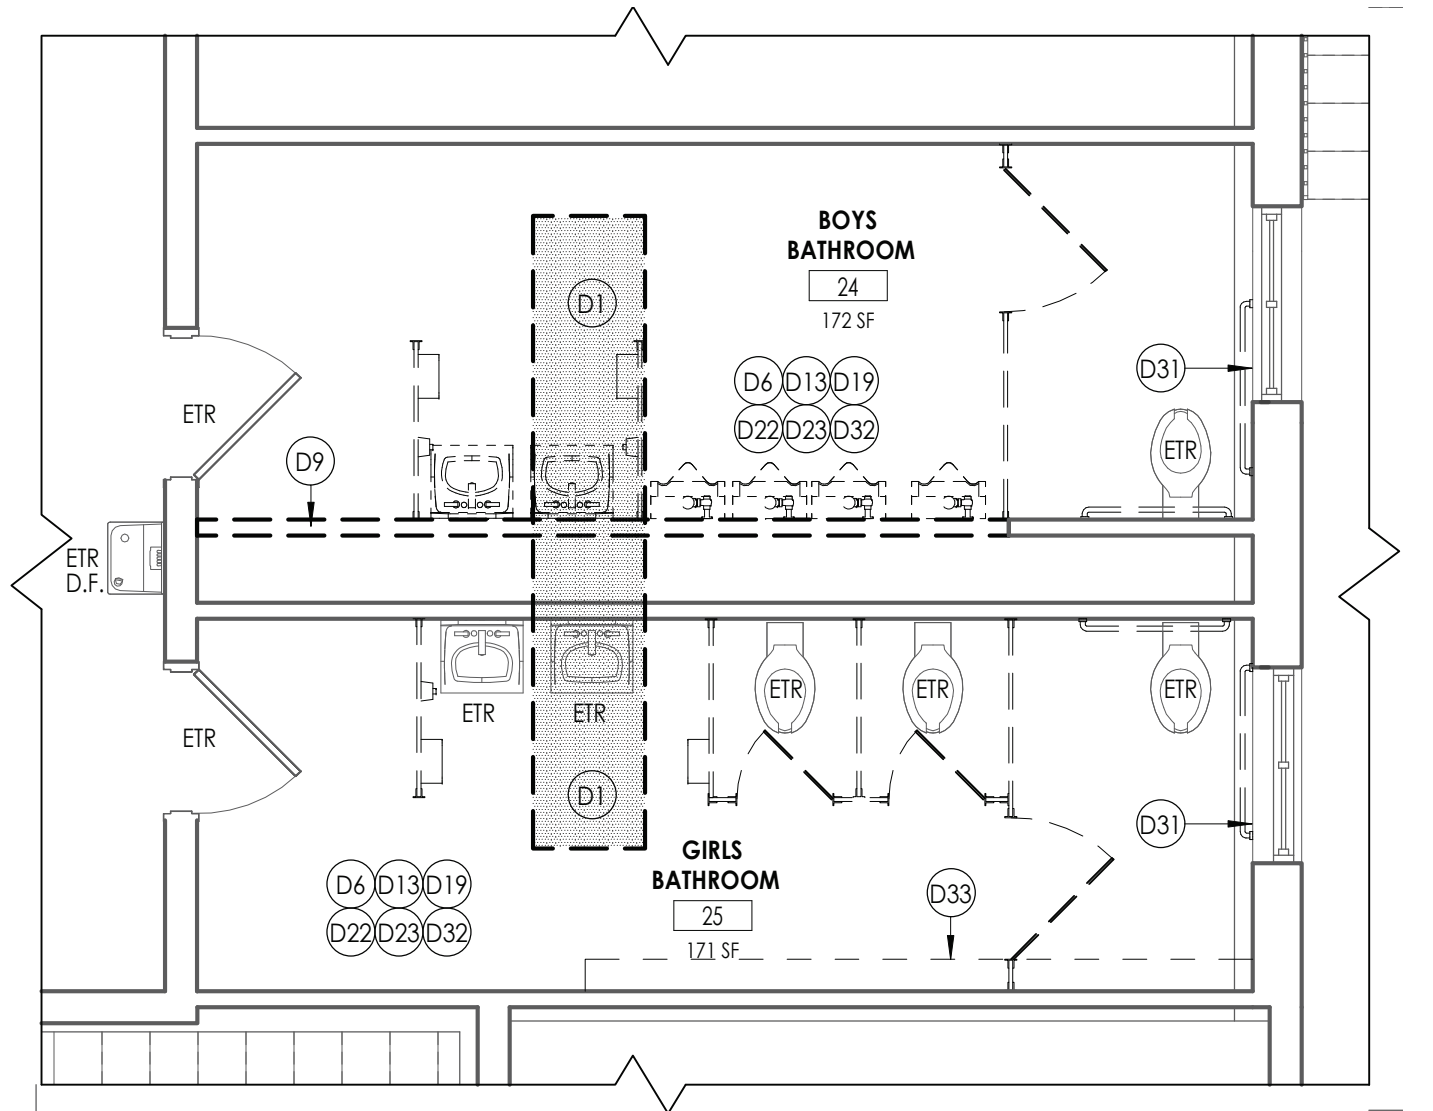 BOYS
BATHROOM
24
172 SF
D1
D6 D13 D19
D22 D23 D32
D31
ETR
D9
ETR
ETR
D.F.
ETR
ETR
ETR
ETR
ETR
ETR
D1
D31
GIRLS
BATHROOM
25
171 SF
D6 D13 D19
D22 D23 D32
D33